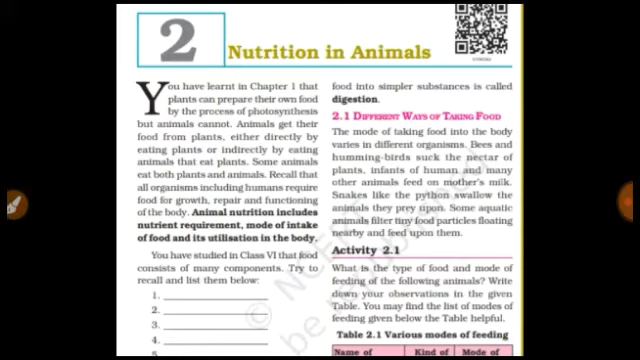 2
Nutrition in Animals
You have learnt in Chapter 1 that
plants can prepare their own food
by the process of photosynthesis
but animals cannot. Animals get their
food from plants, either directly by
eating plants or indirectly by eating
animals that eat plants. Some animals
eat both plants and animals. Recall that
all organisms including humans require
food for growth, repair and functioning
of the body. Animal nutrition includes
nutrient requirement, mode of intake
of food and its utilisation in the body.
You have studied in Class VI that food
consists of many components. Try to
recall and list them below:
1.
2.
3.
4.
food into simpler substances is called
digestion.
2.1 DIFFERENT WAYS OF TAKING FOOD
The mode of taking food into the body
varies in different organisms. Bees and
humming-birds suck the nectar of
plants, infants of human and many
other animals feed on mother's milk.
Snakes like the python swallow the
animals they prey upon. Some aquatic
animals filter tiny food particles floating
nearby and feed upon them.
Activity 2.1
What is the type of food and mode of
feeding of the following animals? Write
down your observations in the given
Table. You may find the list of modes of
feeding given below the Table helpful.
Table 2.1 Various modes of feeding
Name of Kind of Mode of